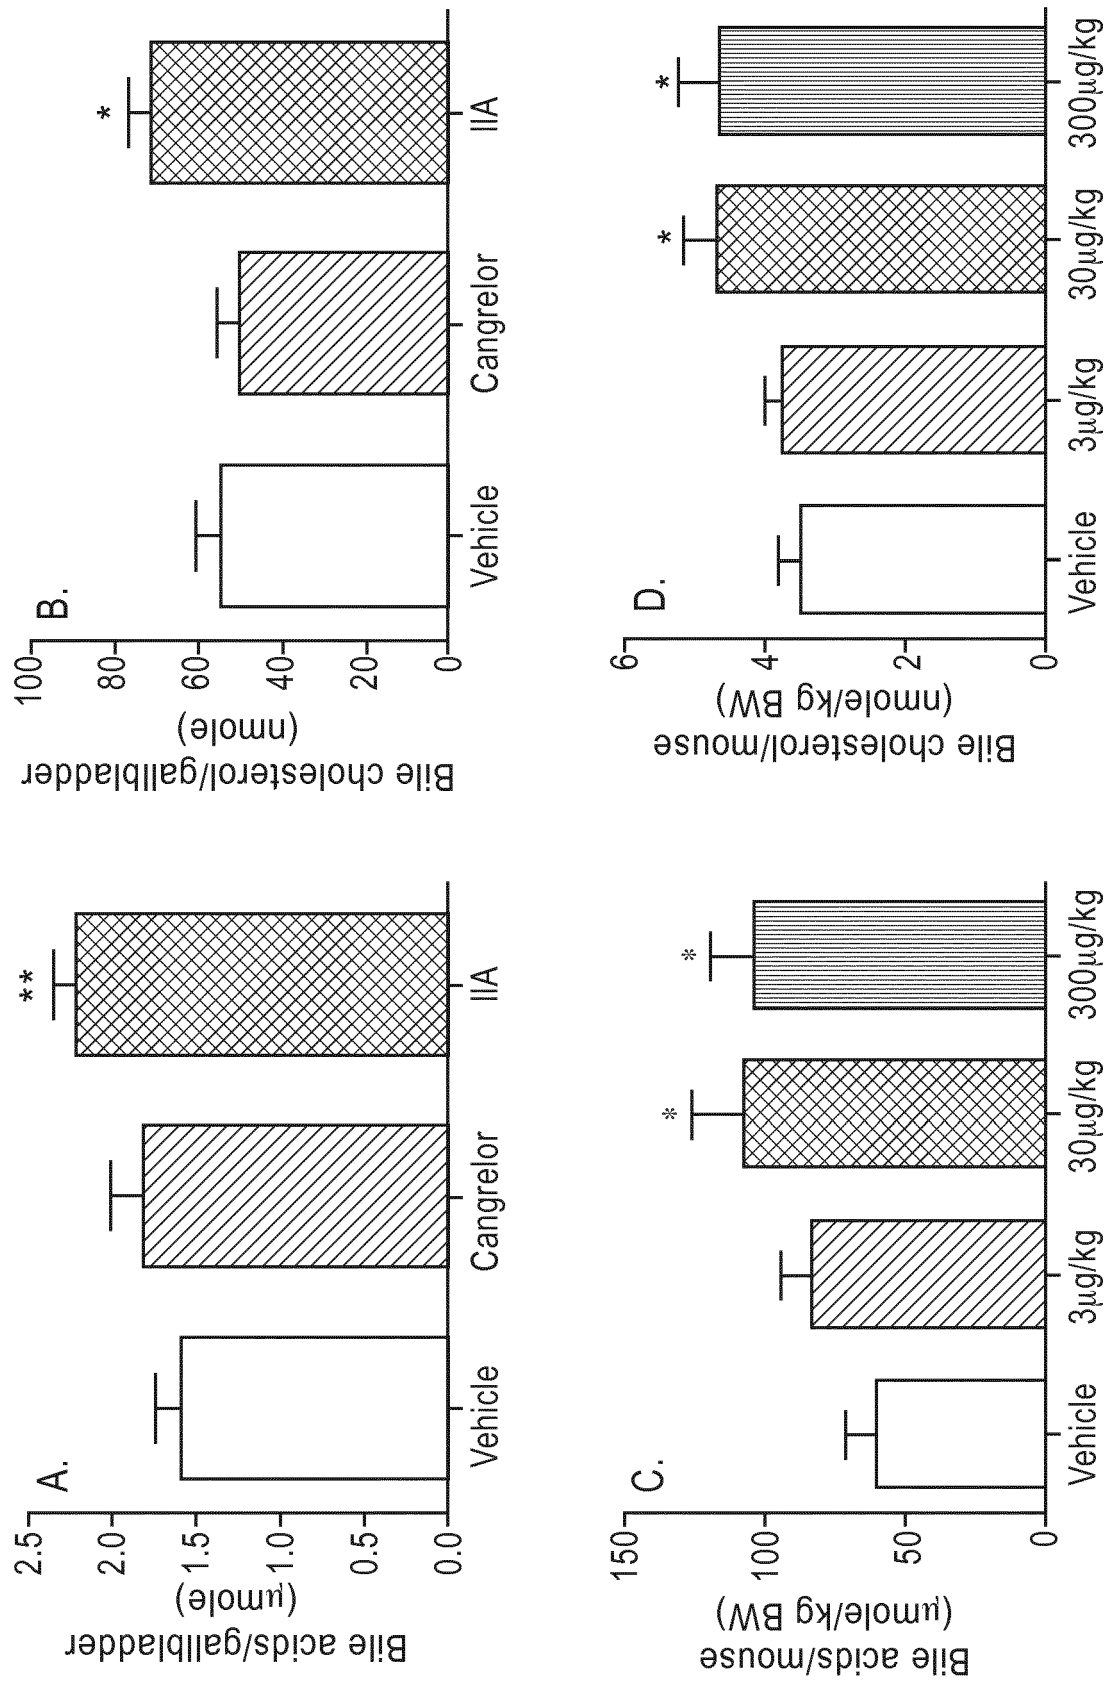 A.
Bile acids/gallbladder
(μmole)
2.5
2.0
1.5
1.0
0.5
0.0
**
Vehicle
Cangrelor
IIA
B.
Bile cholesterol/gallbladder
(nmole)
100
80
60
40
20
0
*
Vehicle
Cangrelor
IIA
C.
Bile acids/mouse
(μmole/kg BW)
150
100
50
0
*
*
Vehicle
3μg/kg
30μg/kg
300μg/kg
D.
Bile cholesterol/mouse
(nmole/kg BW)
6
4
2
0
*
*
Vehicle
3μg/kg
30μg/kg
300μg/kg